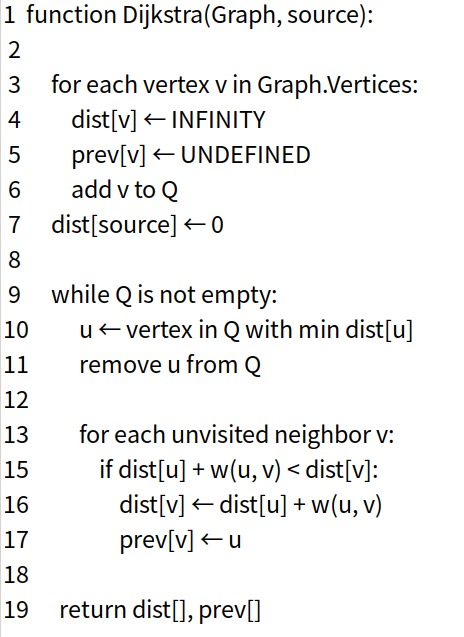 1 function Dijkstra(Graph, source):
2
3 for each vertex v in Graph.Vertices:
4 dist[v] ← INFINITY
5 prev[v] ← UNDEFINED
6 add v to Q
7 dist[source] ← 0
8
9 while Q is not empty:
10 u ← vertex in Q with min dist[u]
11 remove u from Q
12
13 for each unvisited neighbor v:
15 if dist[u] + w(u, v) < dist[v]:
16 dist[v] ← dist[u] + w(u, v)
17 prev[v] ← u
18
19 return dist[], prev[]